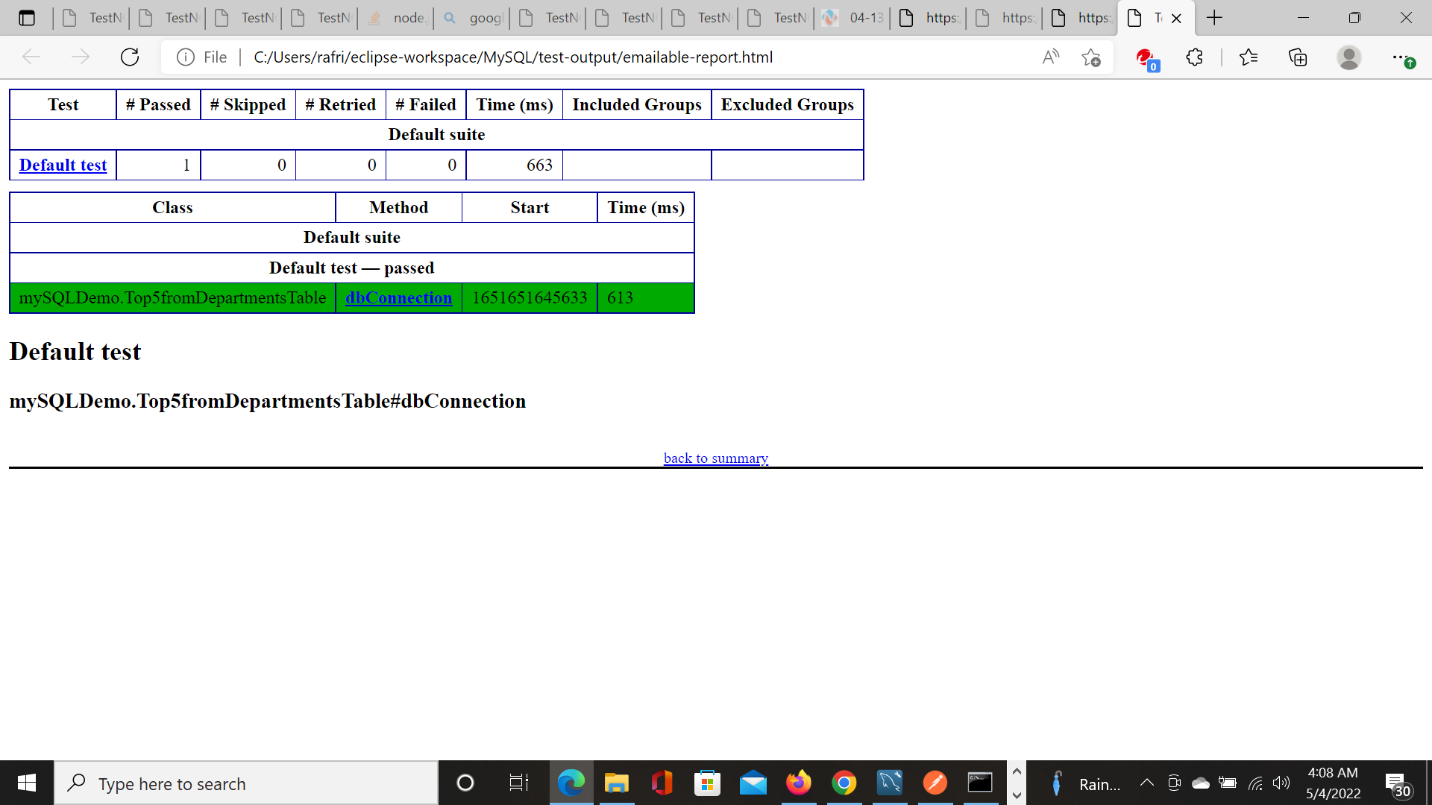 TestN TestN TestN TestN node. goog TestN TestN TestN TestN 04-13 https: https: https: T
File C:/Users/rafri/eclipse-workspace/MySQL/test-output/emailable-report.html
0
Test # Passed # Skipped # Retried # Failed Time (ms) Included Groups Excluded Groups
Default suite
Default test 1 0 0 0 663
Class Method Start Time (ms)
Default suite
Default test — passed
mySQLDemo.Top5fromDepartmentsTable dbConnection 1651651645633 613
Default test
mySQLDemo.Top5fromDepartmentsTable#dbConnection
back to summary
Type here to search Rain... 4:08 AM
5/4/2022 30